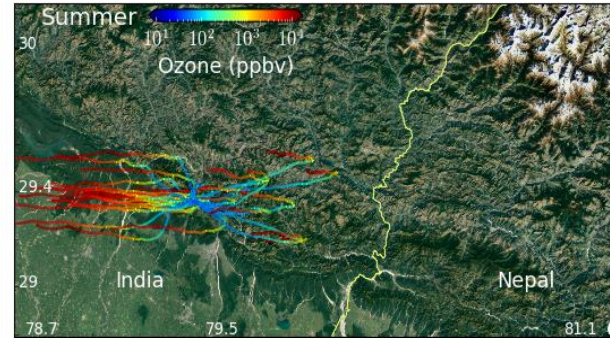 Summer
10¹ 10² 10³ 10⁴
Ozone (ppbv)
30
29.4
29
India
Nepal
78.7
79.5
81.1